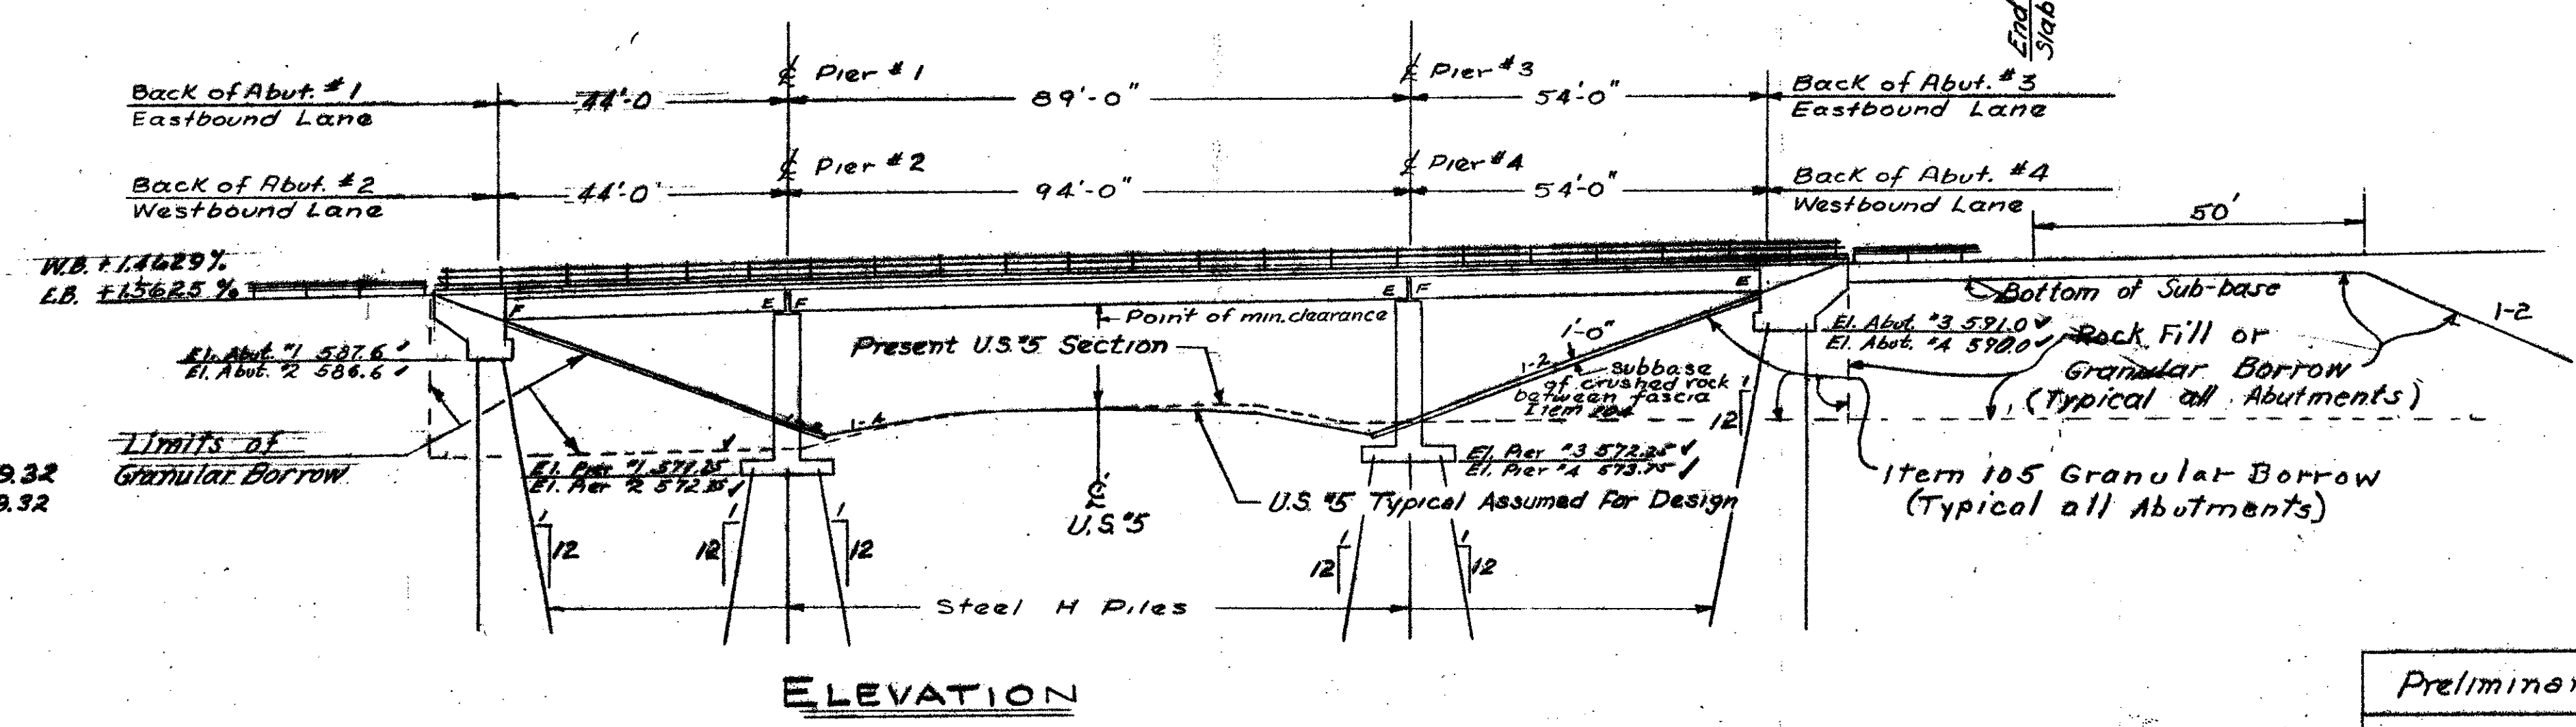 End
Slab
Back of Abut. #1
Eastbound Lane
44'-0
℄ Pier #1
89'-0"
℄ Pier #3
54'-0"
Back of Abut. #3
Eastbound Lane
Back of Abut. #2
Westbound Lane
44'-0
℄ Pier #2
94'-0"
℄ Pier #4
54'-0"
Back of Abut. #4
Westbound Lane
50'
W.B. + 1.4629%
E.B. +1.5625 %
F
E F
E F
E
Point of min. clearance
Present U.S. #5 Section
El. Abut. #1 587.6 ✓
El. Abut. #2 586.6 ✓
1'-0"
1-2
Subbase
of crushed rock
between fascia
Item
El. Abut. #3 591.0 ✓
El. Abut. #4 590.0 ✓
Bottom of Sub-base
1-2
Rock Fill or
Granular Borrow
(Typical all Abutments)
1
12
Limits of
Granular Borrow
9.32
9.32
El. Pier #1 571.25 ✓
El. Pier #2 572.75 ✓
El. Pier #3 572.25 ✓
El. Pier #4 573.75 ✓
℄
U.S. #5
U.S. #5 Typical Assumed For Design
Item 105 Granular Borrow
(Typical all Abutments)
1
12
1
12
1
12
1
12
1
12
Steel H Piles
ELEVATION
Preliminar